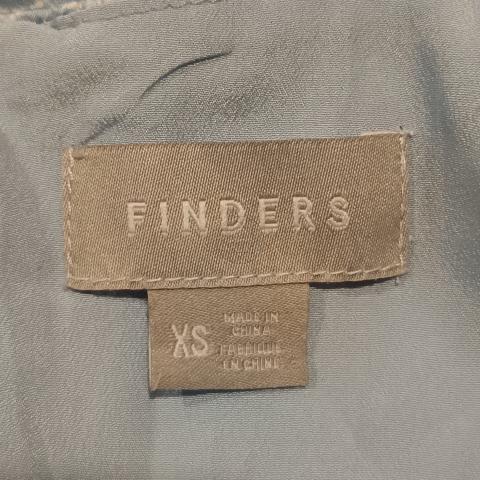 FINDERS
XS
MADE IN
CHINA
FABRIQUE
EN CHINE